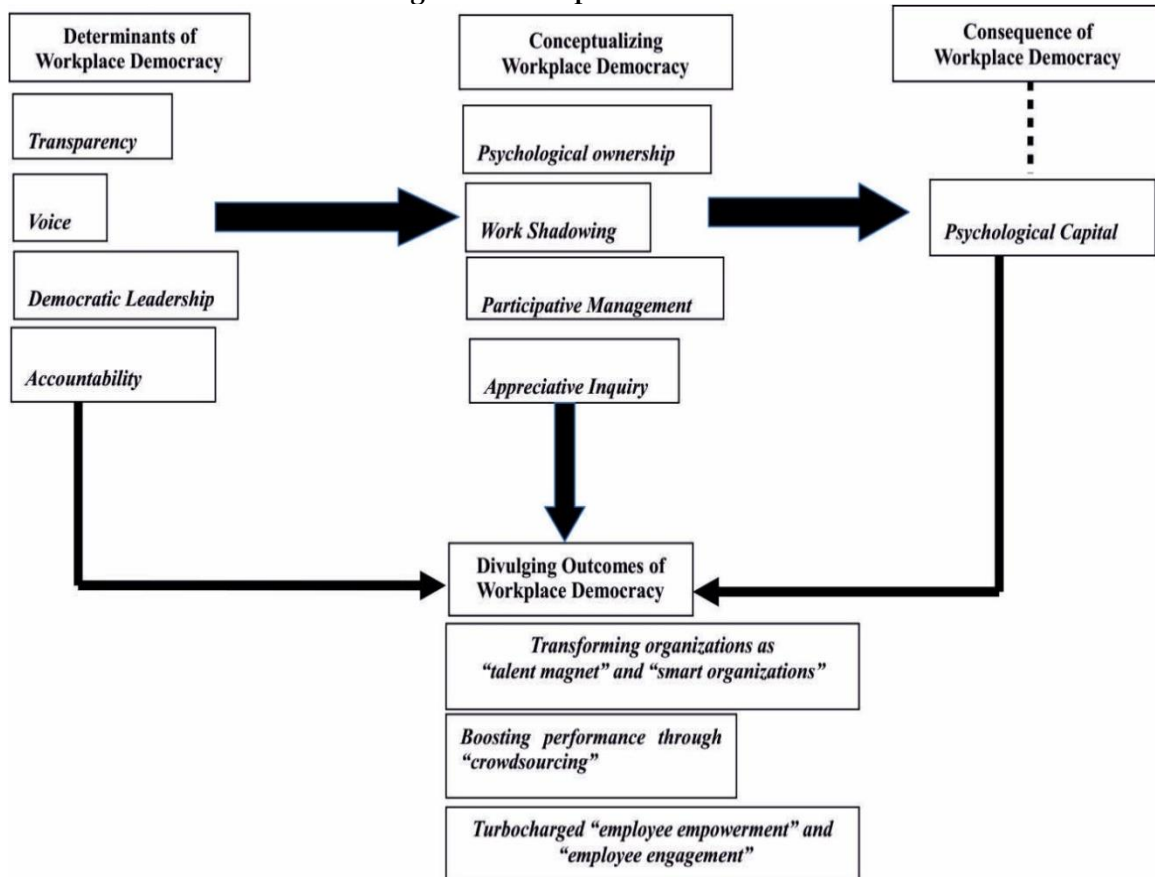 Determinants of
Workplace Democracy
Transparency
Voice
Democratic Leadership
Accountability
Conceptualizing
Workplace Democracy
Psychological ownership
Work Shadowing
Participative Management
Appreciative Inquiry
Consequence of
Workplace Democracy
Psychological Capital
Divulging Outcomes of
Workplace Democracy
Transforming organizations as
“talent magnet” and “smart organizations”
Boosting performance through
“crowdsourcing”
Turbocharged “employee empowerment” and
“employee engagement”